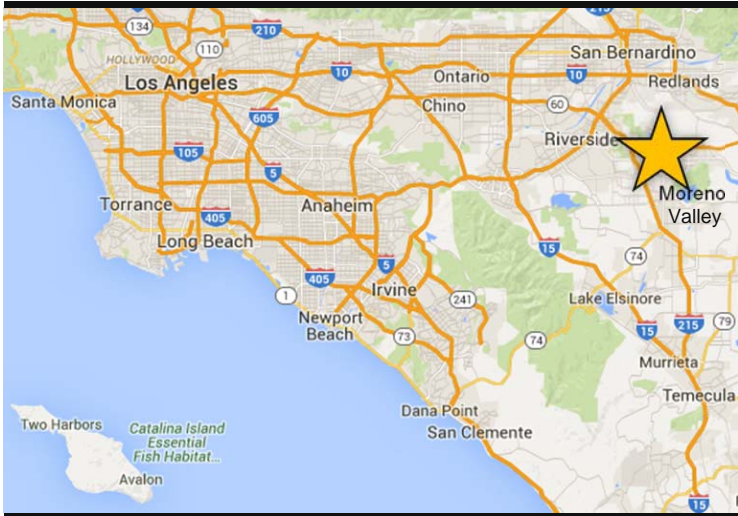 215
134
210
HOLLYWOOD
110
San Bernardino
Los Angeles
10
Ontario
10
Redlands
Santa Monica
Chino
60
605
Riverside
105
5
Moreno
Valley
Torrance
405
Anaheim
Long Beach
15
74
5
405
Irvine
1
241
Lake Elsinore
Newport
Beach
73
74
15
215
79
Murrieta
Temecula
Dana Point
San Clemente
Two Harbors
Catalina Island
Essential
Fish Habitat...
Avalon
15